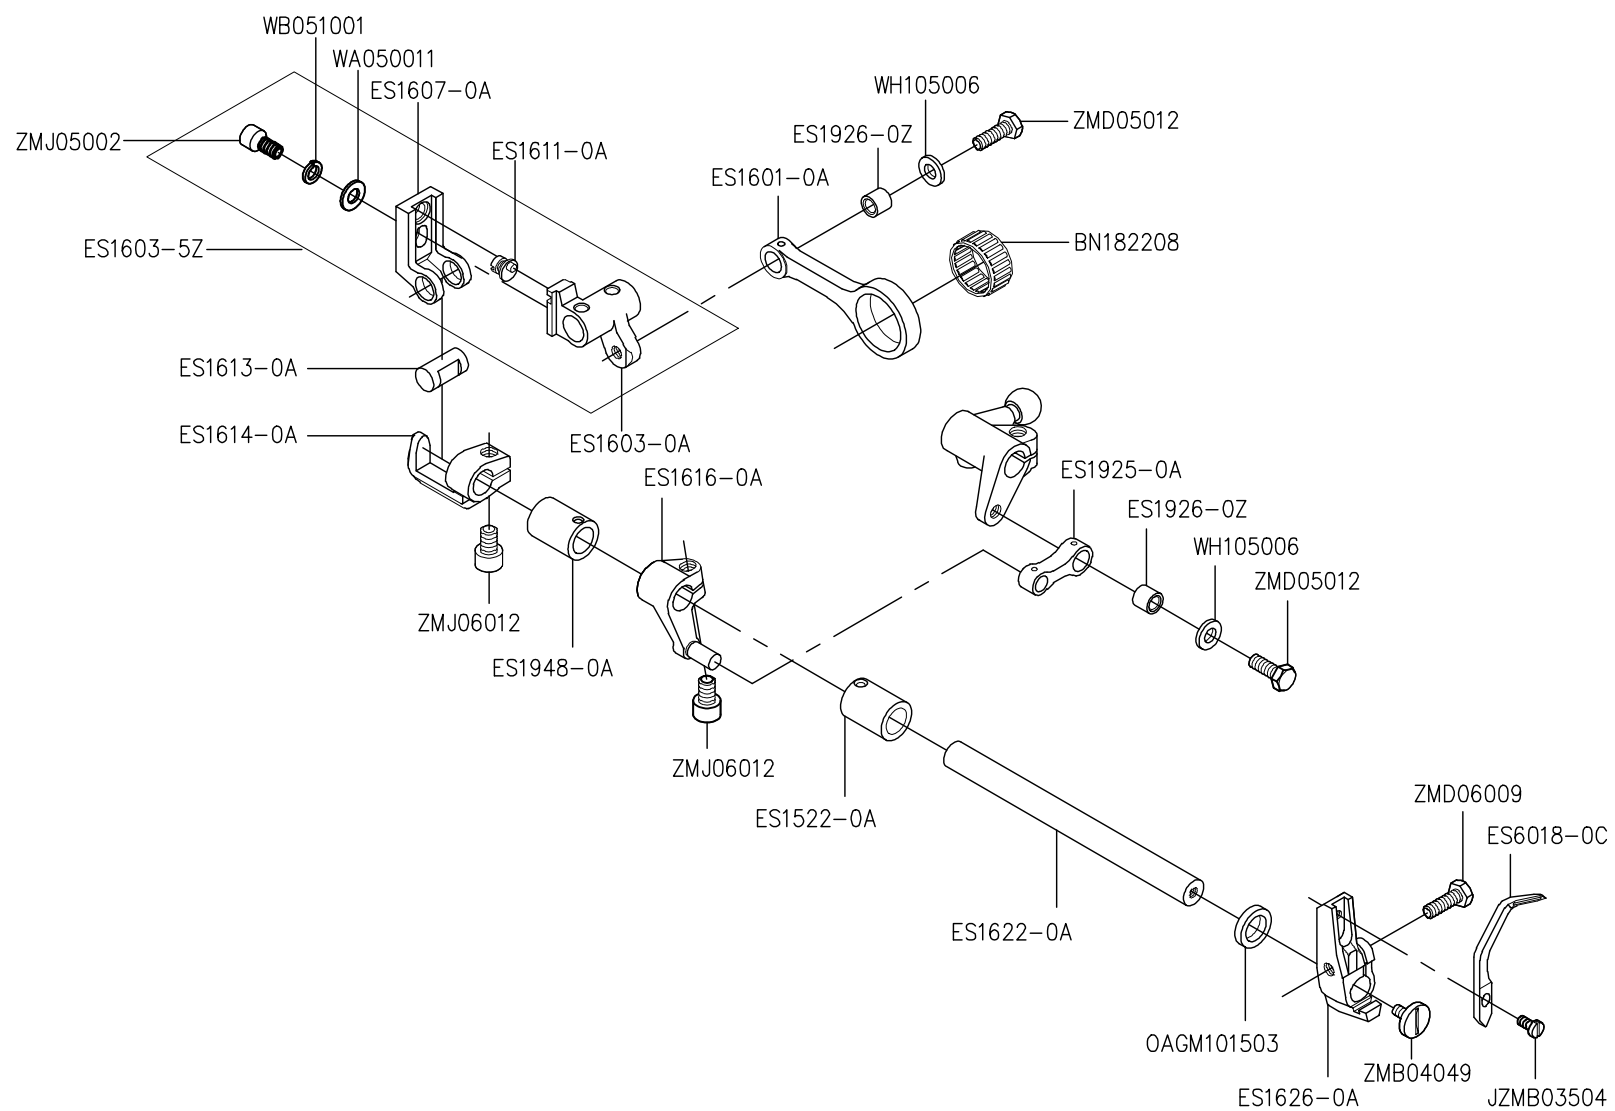 WB051001
WA050011
ES1607-0A
WH105006
ZMD05012
ES1926-0Z
ZMJ05002
ES1611-0A
ES1601-0A
ES1603-5Z
BN182208
ES1613-0A
ES1614-0A
ES1603-0A
ES1616-0A
ES1925-0A
ES1926-0Z
WH105006
ZMD05012
ZMJ06012
ES1948-0A
ZMJ06012
ES1522-0A
ZMD06009
ES6018-0C
ES1622-0A
OAGM101503
ZMB04049
ES1626-0A
JZMB03504